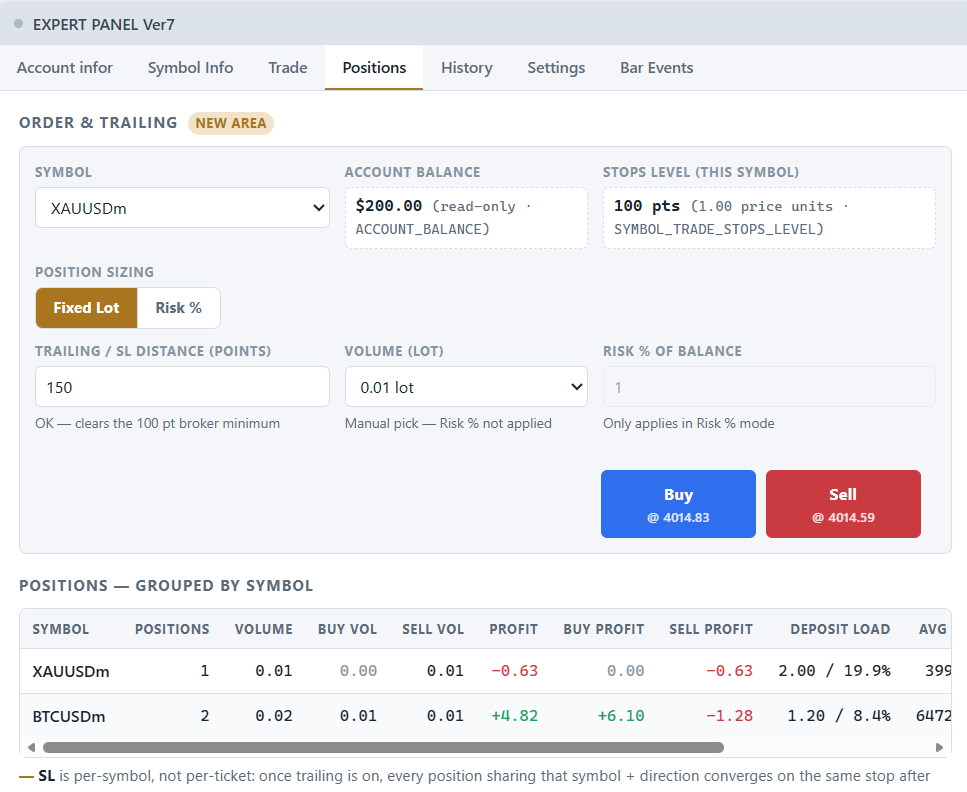 EXPERT PANEL Ver7
Account infor Symbol Info Trade Positions History Settings Bar Events
ORDER & TRAILING NEW AREA
SYMBOL ACCOUNT BALANCE STOPS LEVEL (THIS SYMBOL)
XAUUSDm $200.00 (read-only · 100 pts (1.00 price units ·
ACCOUNT_BALANCE) SYMBOL_TRADE_STOPS_LEVEL)
POSITION SIZING
Fixed Lot Risk %
TRAILING / SL DISTANCE (POINTS) VOLUME (LOT) RISK % OF BALANCE
150 0.01 lot 1
OK — clears the 100 pt broker minimum Manual pick — Risk % not applied Only applies in Risk % mode
Buy Sell
@ 4014.83 @ 4014.59
POSITIONS — GROUPED BY SYMBOL
SYMBOL POSITIONS VOLUME BUY VOL SELL VOL PROFIT BUY PROFIT SELL PROFIT DEPOSIT LOAD AVG
XAUUSDm 1 0.01 0.00 0.01 −0.63 0.00 −0.63 2.00 / 19.9% 399
BTCUSDm 2 0.02 0.01 0.01 +4.82 +6.10 −1.28 1.20 / 8.4% 6472
— SL is per-symbol, not per-ticket: once trailing is on, every position sharing that symbol + direction converges on the same stop after